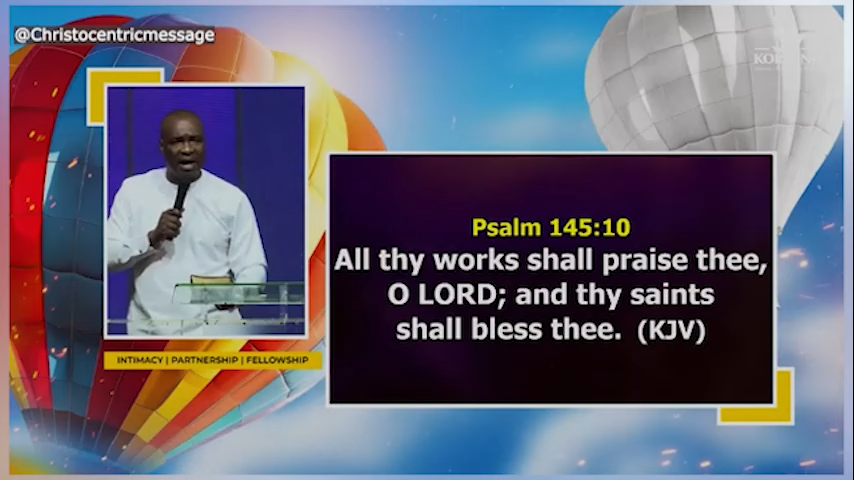 @Christocentricmessage
INTIMACY | PARTNERSHIP | FELLOWSHIP
Psalm 145:10
All thy works shall praise thee,
O LORD; and thy saints
shall bless thee. (KJV)